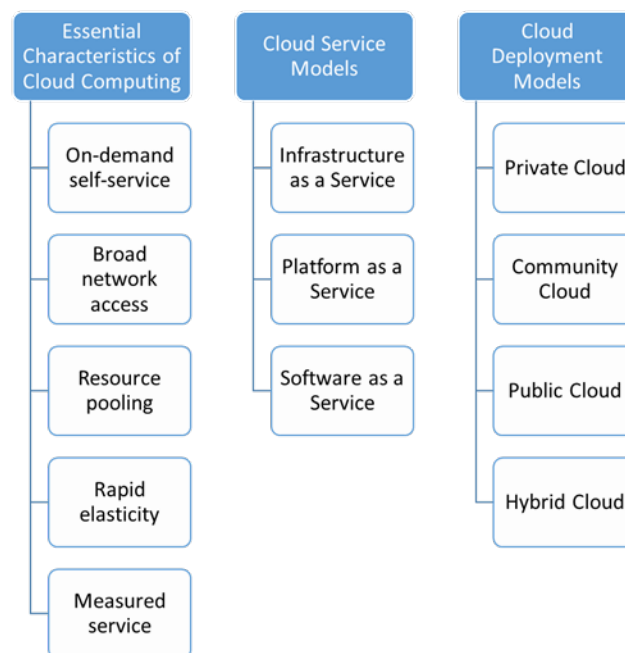 Essential
Characteristics of
Cloud Computing
On-demand
self-service
Broad
network
access
Resource
pooling
Rapid
elasticity
Measured
service
Cloud Service
Models
Infrastructure
as a Service
Platform as a
Service
Software as a
Service
Cloud
Deployment
Models
Private Cloud
Community
Cloud
Public Cloud
Hybrid Cloud